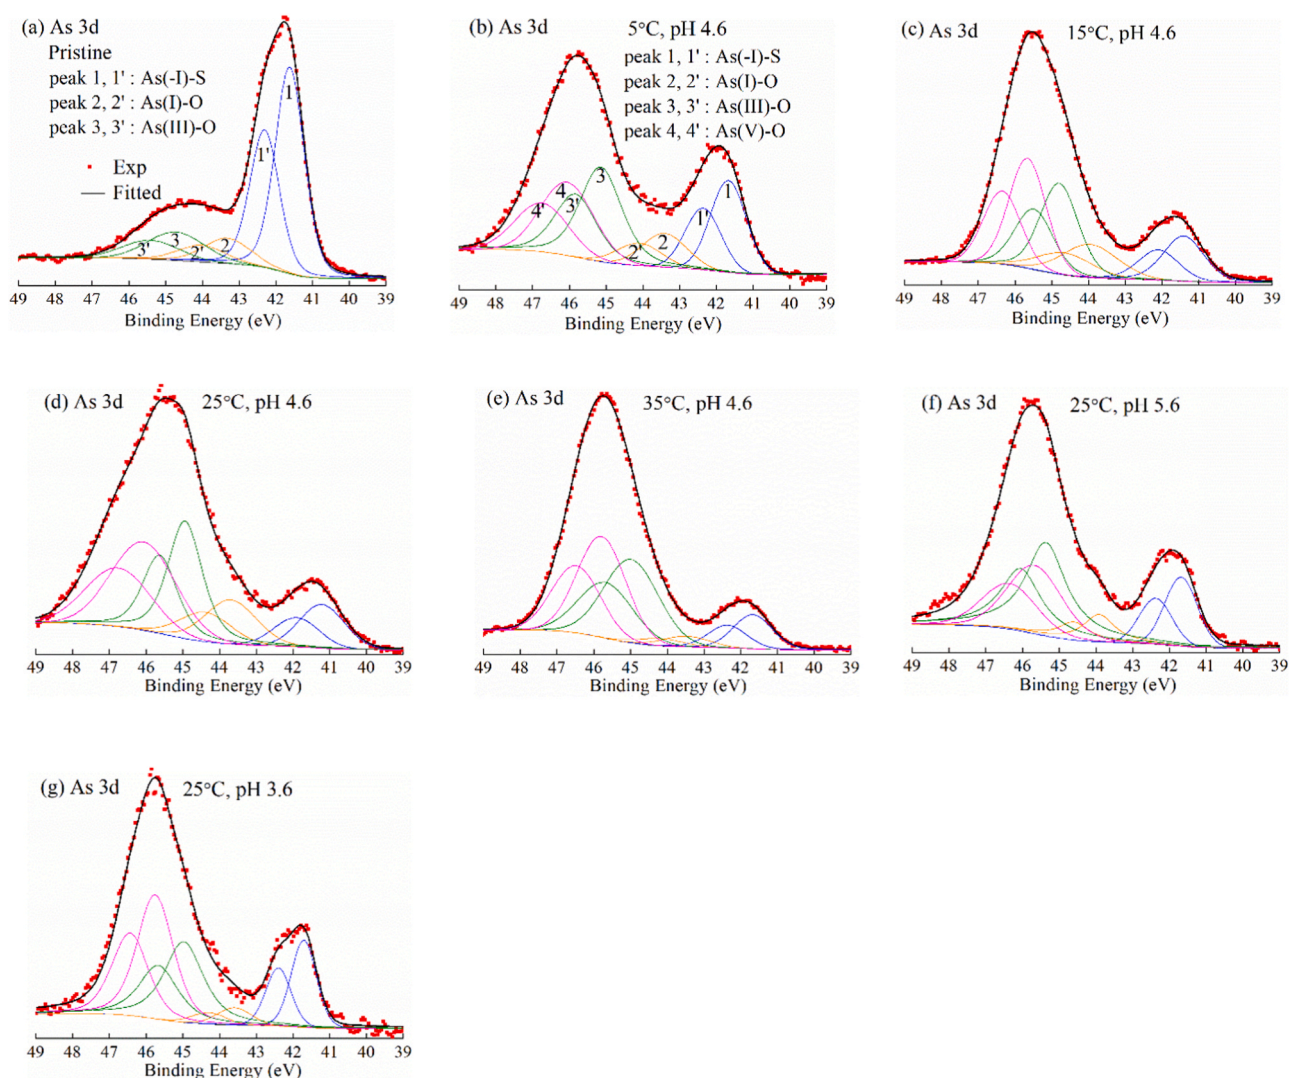 (a) As 3d
Pristine
peak 1, 1' : As(-I)-S
peak 2, 2' : As(I)-O
peak 3, 3' : As(III)-O
Exp
Fitted
1
1'
3'
3
2'
2
49 48 47 46 45 44 43 42 41 40 39
Binding Energy (eV)
(b) As 3d
5°C, pH 4.6
peak 1, 1' : As(-I)-S
peak 2, 2' : As(I)-O
peak 3, 3' : As(III)-O
peak 4, 4' : As(V)-O
4
3
4'
3'
1
1'
2'
2
49 48 47 46 45 44 43 42 41 40 39
Binding Energy (eV)
(c) As 3d
15°C, pH 4.6
49 48 47 46 45 44 43 42 41 40 39
Binding Energy (eV)
(d) As 3d
25°C, pH 4.6
49 48 47 46 45 44 43 42 41 40 39
Binding Energy (eV)
(e) As 3d
35°C, pH 4.6
49 48 47 46 45 44 43 42 41 40 39
Binding Energy (eV)
(f) As 3d
25°C, pH 5.6
49 48 47 46 45 44 43 42 41 40 39
Binding Energy (eV)
(g) As 3d
25°C, pH 3.6
49 48 47 46 45 44 43 42 41 40 39
Binding Energy (eV)